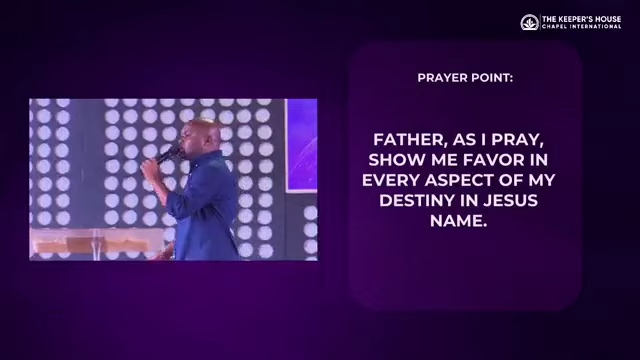 THE KEEPER'S HOUSE
CHAPEL INTERNATIONAL
PRAYER POINT:
FATHER, AS I PRAY,
SHOW ME FAVOR IN
EVERY ASPECT OF MY
DESTINY IN JESUS
NAME.